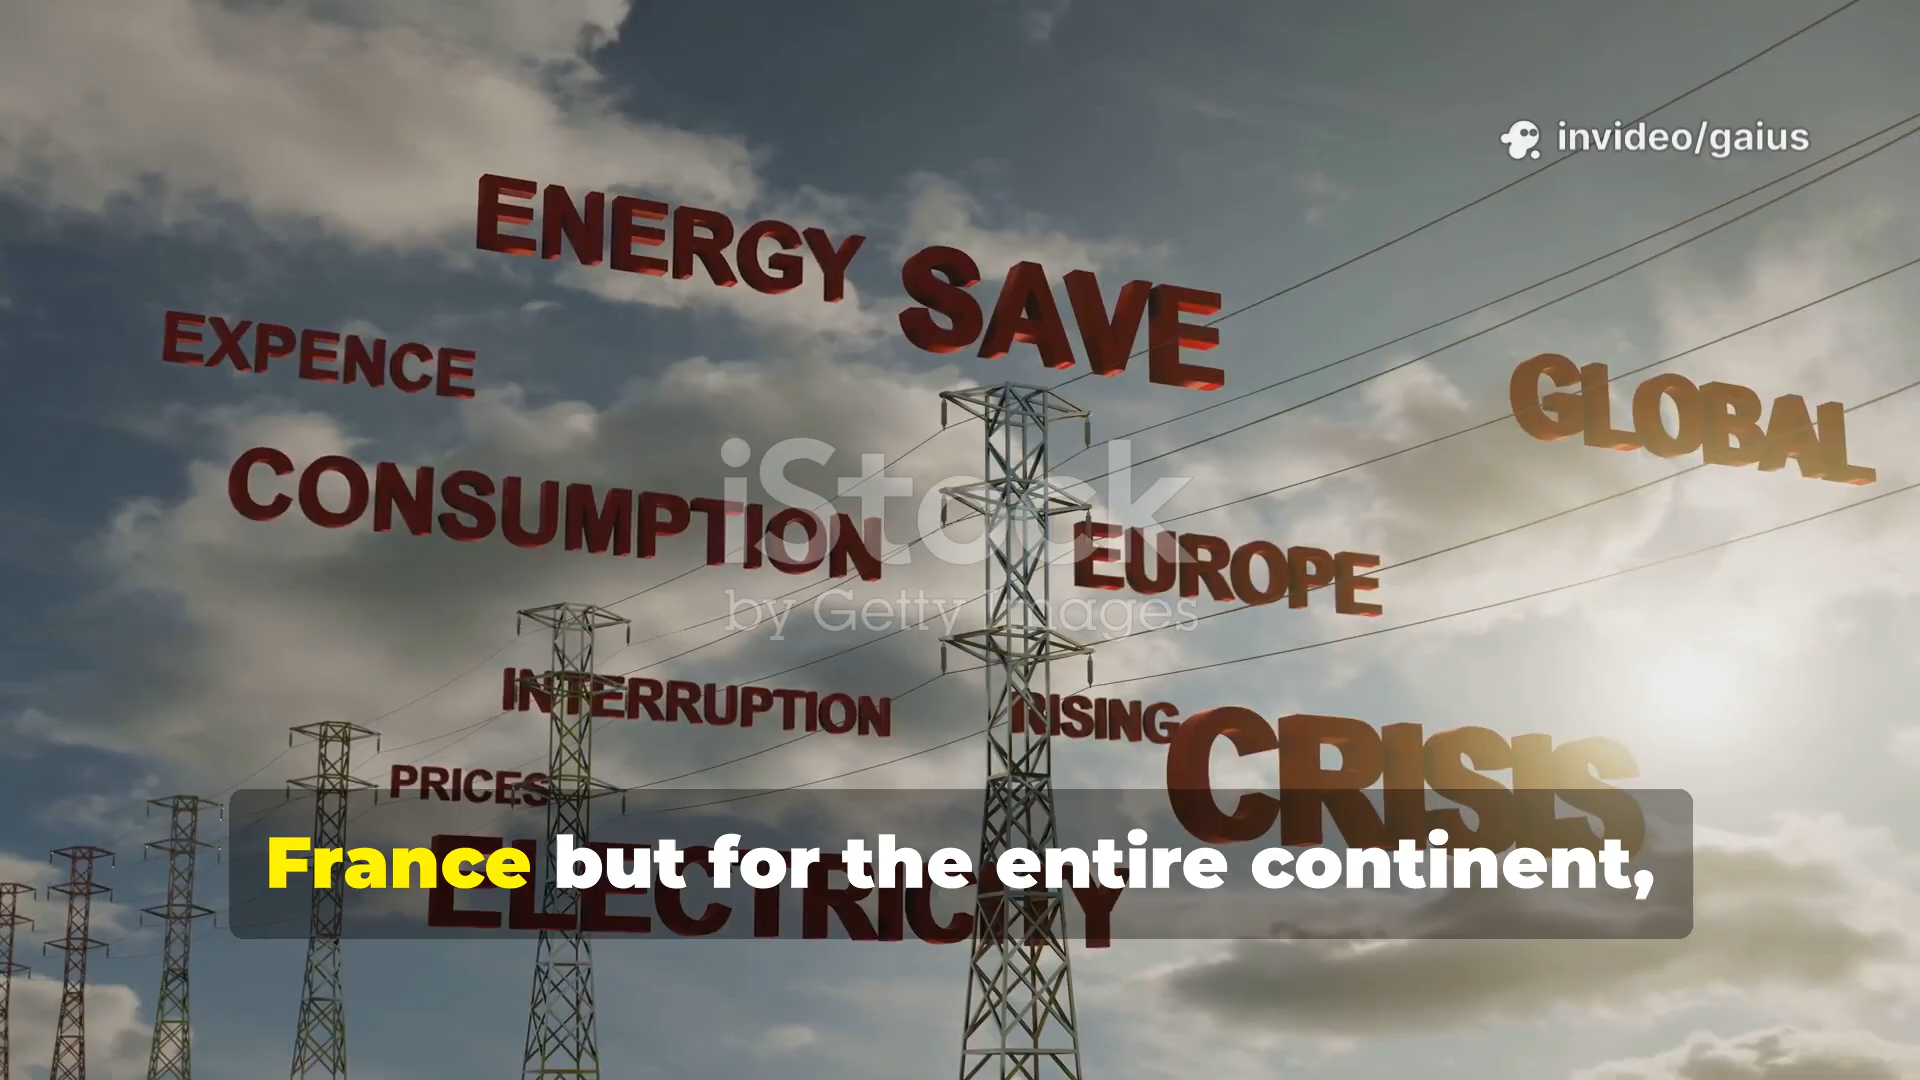 invideo/gaius
ENERGY
SAVE
EXPENCE
GLOBAL
CONSUMPTION
iStock
EUROPE
by Getty Images
INTERRUPTION
RISING
CRISIS
PRICES
France but for the entire continent,
ELECTRICITY